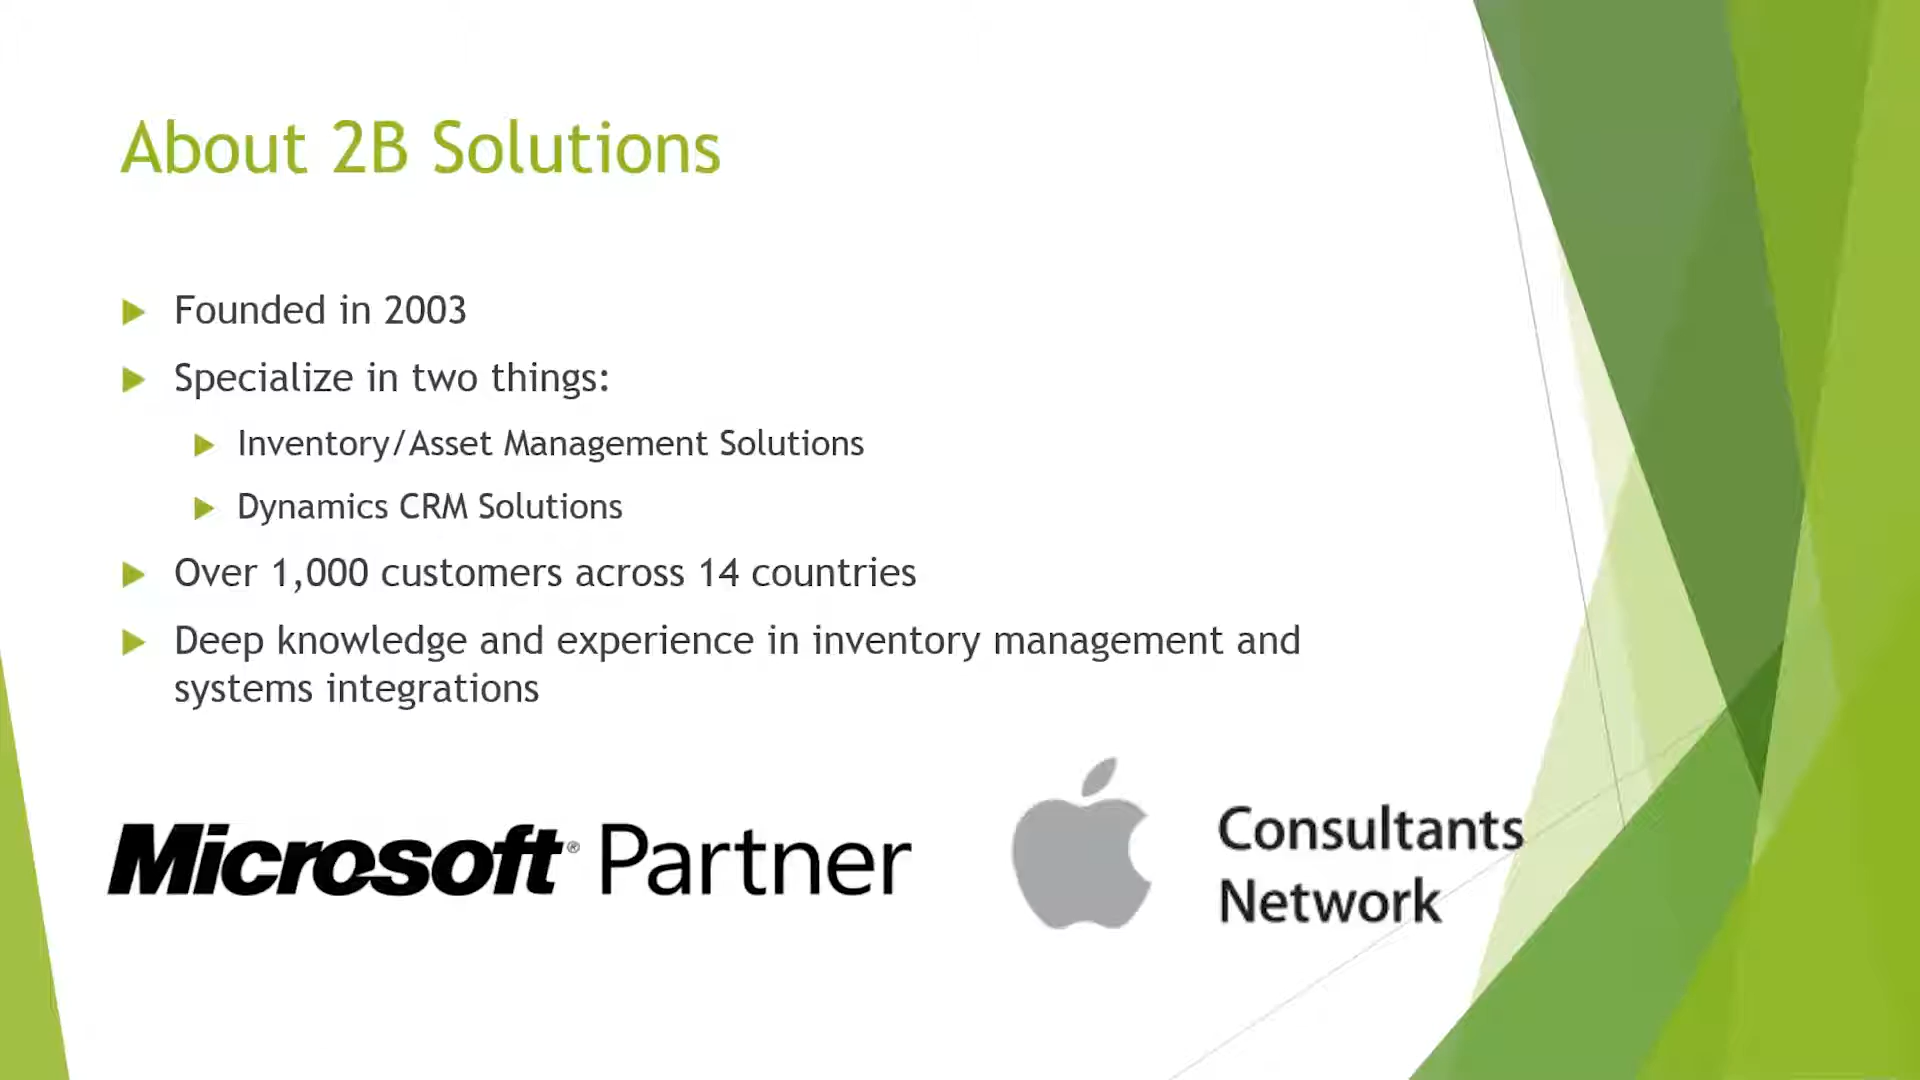 About 2B Solutions
Founded in 2003
Specialize in two things:
Inventory/Asset Management Solutions
Dynamics CRM Solutions
Over 1,000 customers across 14 countries
Deep knowledge and experience in inventory management and
systems integrations
Microsoft® Partner
Consultants
Network